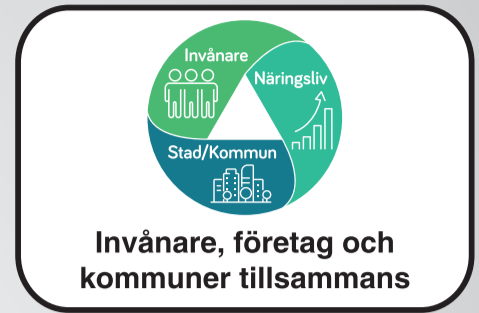 Invånare
Näringsliv
Stad/Kommun
Invånare, företag och
kommuner tillsammans